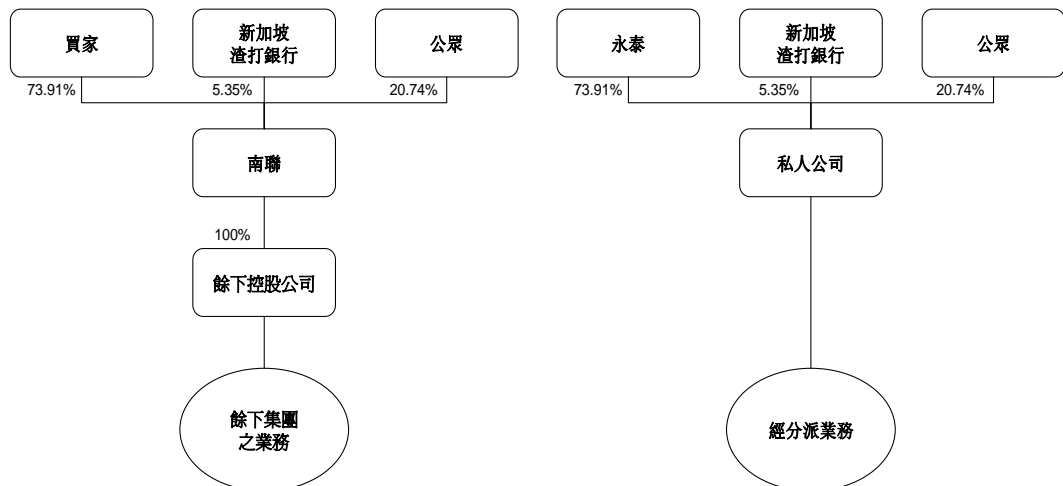 買家
新加坡
渣打銀行
公眾
永泰
新加坡
渣打銀行
公眾
73.91%
5.35%
20.74%
73.91%
5.35%
20.74%
南聯
私人公司
100%
餘下控股公司
餘下集團
之業務
經分派業務